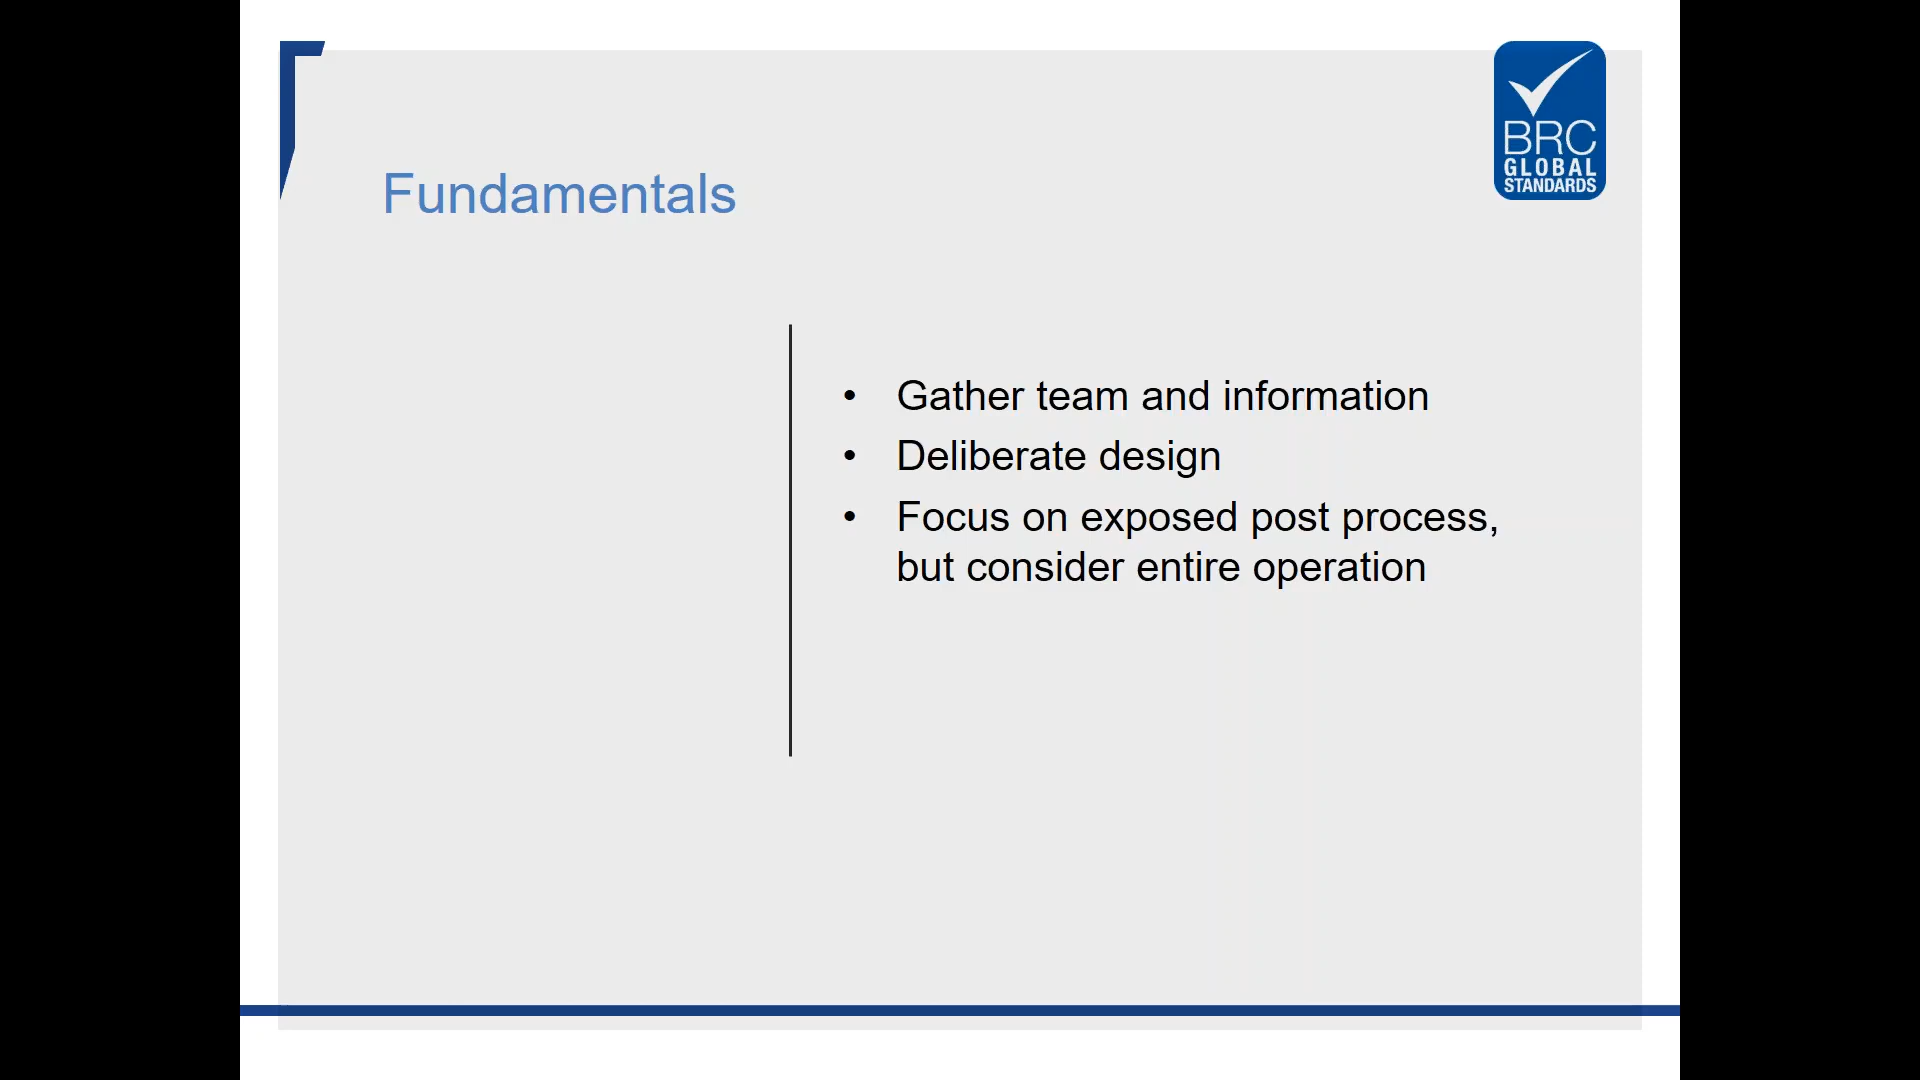 BRC
GLOBAL
STANDARDS
Fundamentals
• Gather team and information
• Deliberate design
• Focus on exposed post process,
but consider entire operation